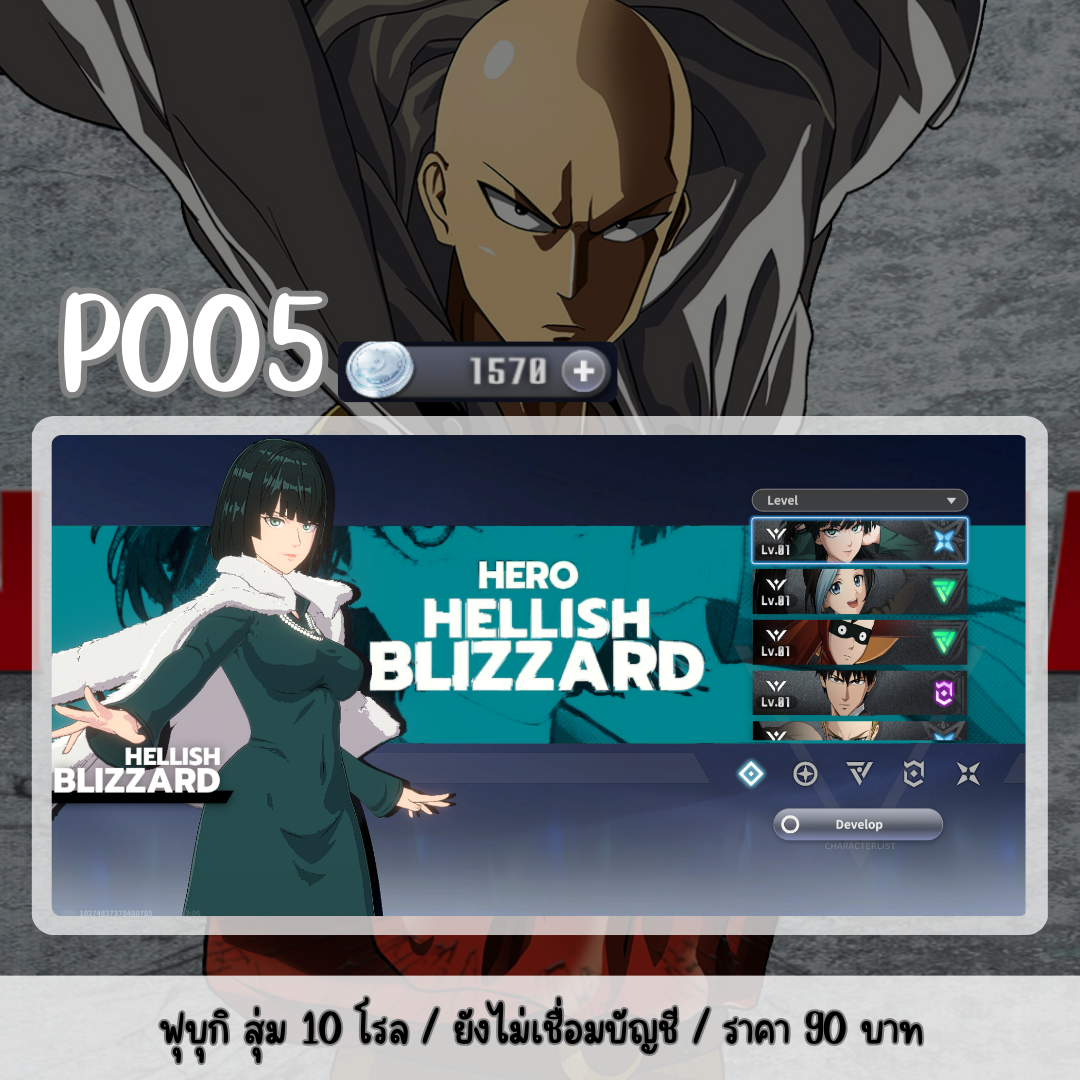 P005
1570
HERO
HELLISH
BLIZZARD
HELLISH
BLIZZARD
Level
Lv.01
Lv.01
Lv.01
Lv.01
Develop
CHARACTERLIST
ฟุบุกิ สุ่ม 10 โรล / ยังไม่เชื่อมบัญชี / ราคา 90 บาท